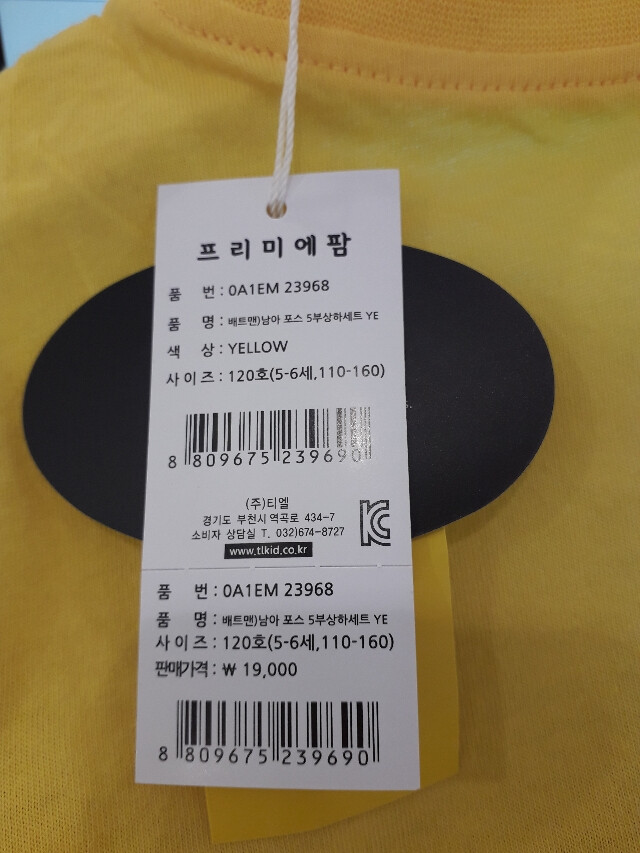 프리미에팜
품 번 : 0A1EM 23968
품 명 : 배트맨)남아 포스 5부상하세트 YE
색 상 : YELLOW
사이즈 : 120호(5-6세,110-160)
8 809675 239690
(주)티엘
경기도 부천시 역곡로 434-7
소비자 상담실 T. 032)674-8727
www.tlkid.co.kr
품 번 : 0A1EM 23968
품 명 : 배트맨)남아 포스 5부상하세트 YE
사이즈 : 120호(5-6세,110-160)
판매가격 : ₩ 19,000
8 809675 239690